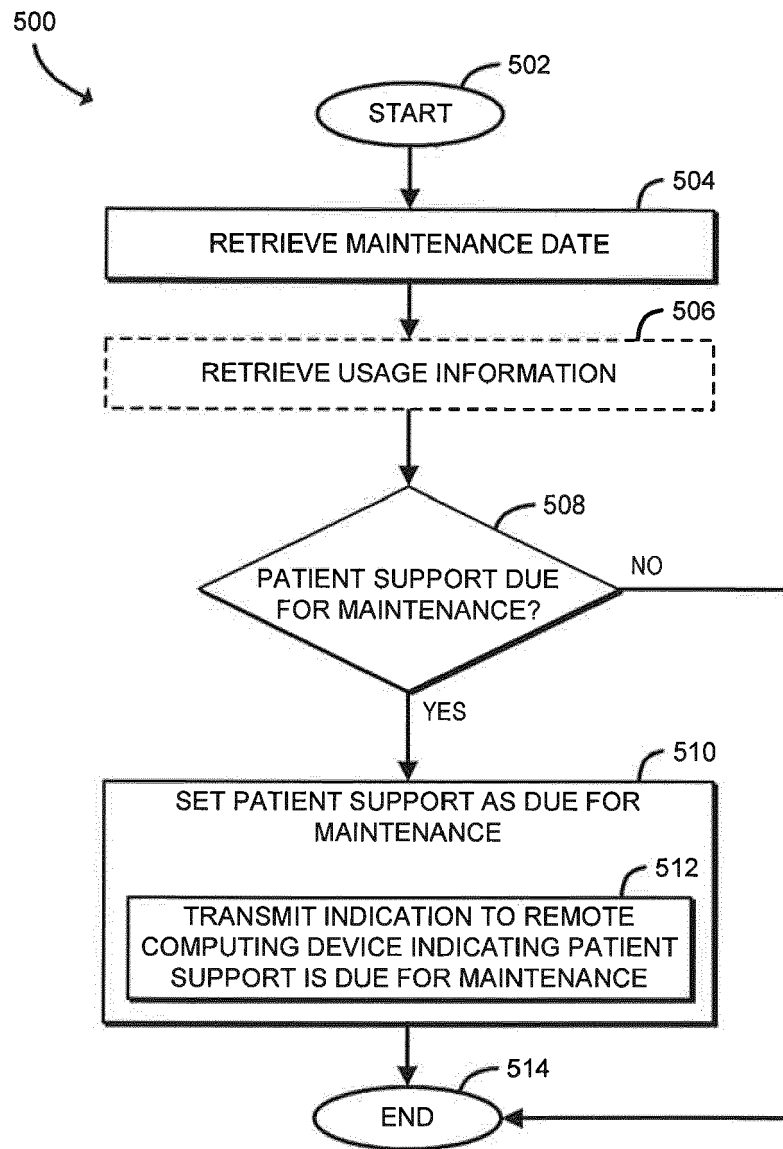 500
502
START
504
RETRIEVE MAINTENANCE DATE
506
RETRIEVE USAGE INFORMATION
508
PATIENT SUPPORT DUE
FOR MAINTENANCE?
NO
YES
510
SET PATIENT SUPPORT AS DUE FOR
MAINTENANCE
512
TRANSMIT INDICATION TO REMOTE
COMPUTING DEVICE INDICATING PATIENT
SUPPORT IS DUE FOR MAINTENANCE
514
END